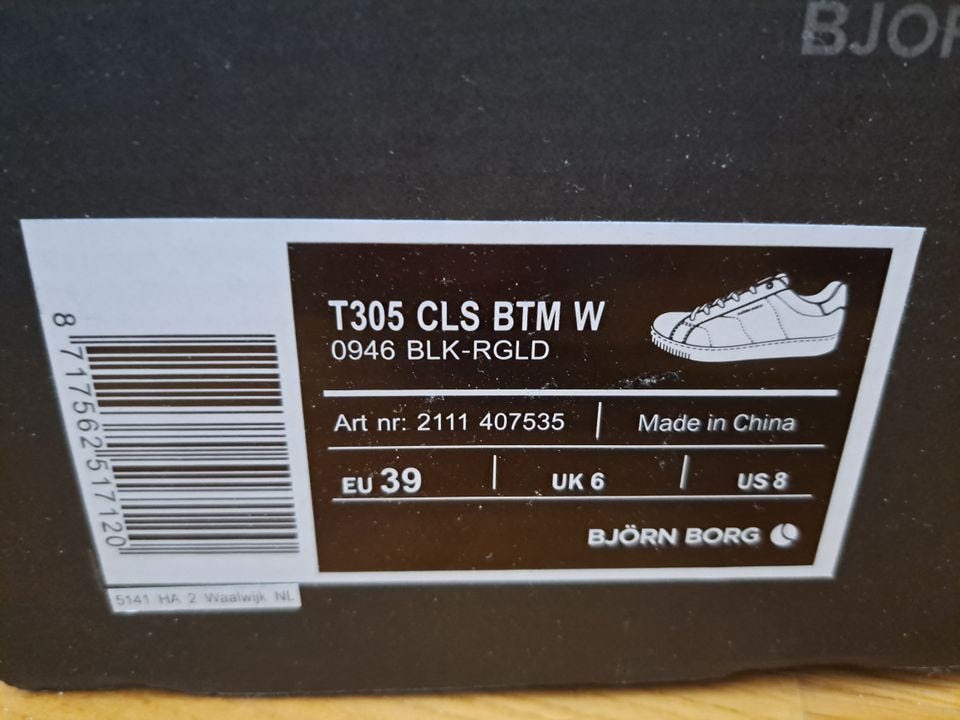 BJOR
T305 CLS BTM W
0946 BLK-RGLD
Art nr: 2111 407535 | Made in China
EU 39 | UK 6 | US 8
BJÖRN BORG
8 717562 517120
5141 HA 2 Waalwijk NL